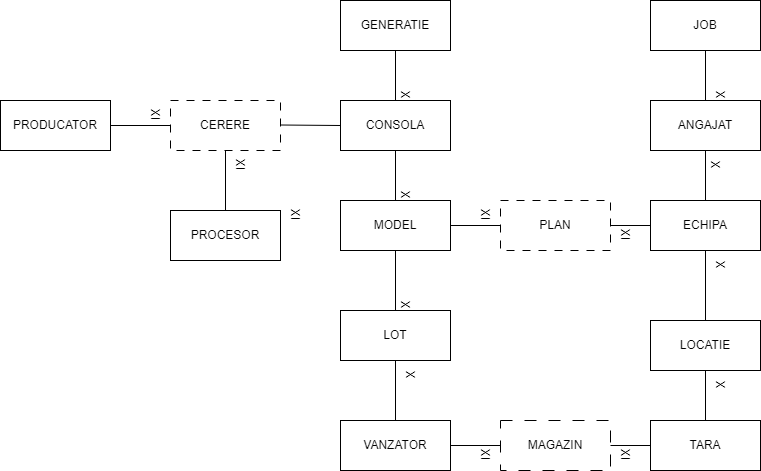 GENERATIE
JOB
x
x
PRODUCATOR
x
CERERE
CONSOLA
ANGAJAT
x
x
x
x
x
PROCESOR
MODEL
x
PLAN
x
ECHIPA
x
x
LOT
LOCATIE
x
x
VANZATOR
x
MAGAZIN
x
TARA